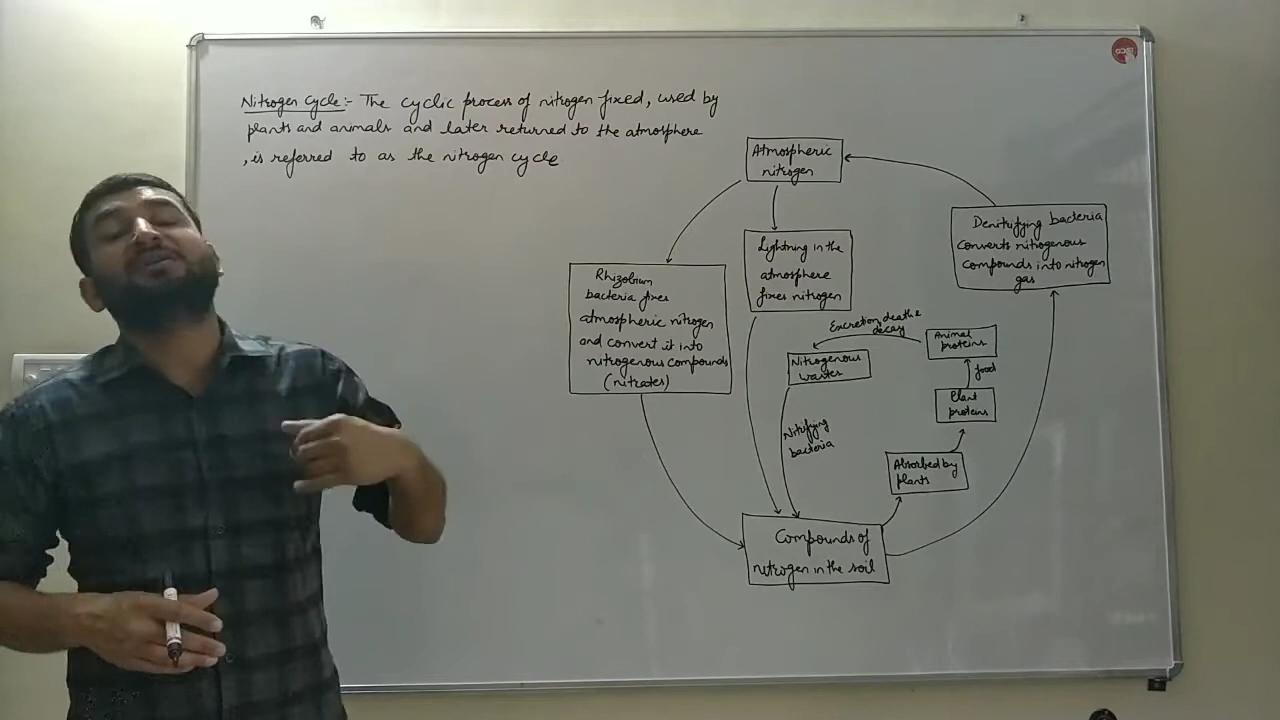 Nitrogen Cycle:- The cyclic process of nitrogen fixed, used by
plants and animals and later returned to the atmosphere
, is referred to as the nitrogen cycle
Atmospheric
nitrogen
Denitrifying bacteria
converts nitrogenous
compounds into nitrogen
gas
Lightning in the
atmosphere
fixes nitrogen
Rhizobium
bacteria fixes
atmospheric nitrogen
and convert it into
nitrogenous compounds
(nitrates)
Excretion, death &
decay
Animal
proteins
Nitrogenous
wastes
food
Plant
proteins
Nitrifying
bacteria
Absorbed by
plants
Compounds of
nitrogen in the soil